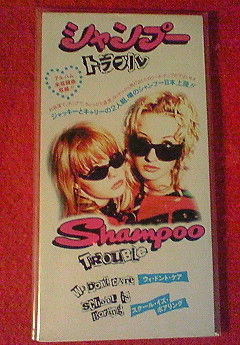 シャンプー
トラブル
ジャッキーとキャリーの2人組、噂のシャンプー日本上陸!!
Shampoo
TROUBLE
WE DON'T CARE
ウィ・ドント・ケア
SCHOOL IS
BORING
スクール・イズ・
ボアリング